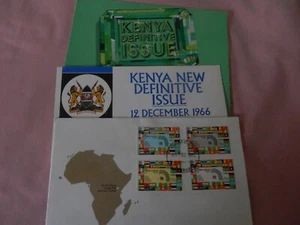 KENYA
DEFINITIVE
ISSUE
KENYA NEW
DEFINITIVE
ISSUE
12 DECEMBER 1966